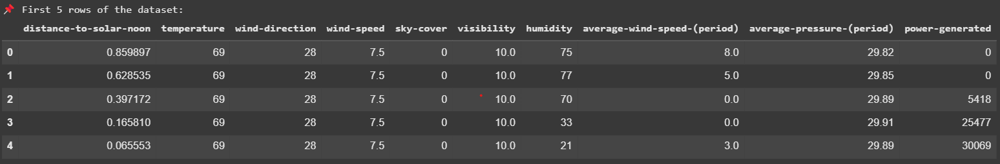 📌 First 5 rows of the dataset:
distance-to-solar-noon temperature wind-direction wind-speed sky-cover visibility humidity average-wind-speed-(period) average-pressure-(period) power-generated
0 0.859897 69 28 7.5 0 10.0 75 8.0 29.82 0
1 0.628535 69 28 7.5 0 10.0 77 5.0 29.85 0
2 0.397172 69 28 7.5 0 10.0 70 0.0 29.89 5418
3 0.165810 69 28 7.5 0 10.0 33 0.0 29.91 25477
4 0.065553 69 28 7.5 0 10.0 21 3.0 29.89 30069